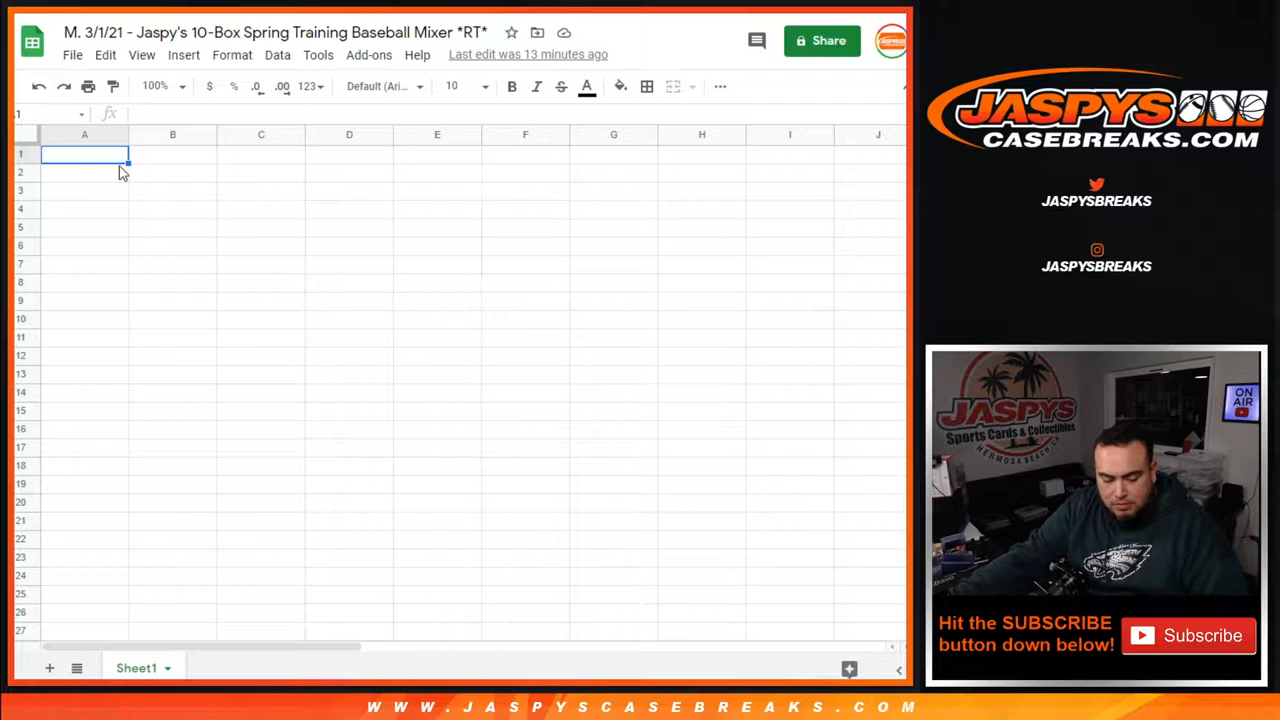 M. 3/1/21 - Jaspy's 10-Box Spring Training Baseball Mixer *RT*
File Edit View Insert Format Data Tools Add-ons Help Last edit was 13 minutes ago
Share
100% $ % .0 .00 123 Default (Ari... 10 B I S A
fx
A B C D E F G H I J
1
2
3
4
5
6
7
8
9
10
11
12
13
14
15
16
17
18
19
20
21
22
23
24
25
26
27
Sheet1
JASPYS
CASEBREAKS.COM
JASPYSBREAKS
JASPYSBREAKS
JASPYS
Sports Cards & Collectibles
HERMOSA BEACH, CA
ON
AIR
Hit the SUBSCRIBE
button down below!
Subscribe
WWW.JASPYSCASEBREAKS.COM